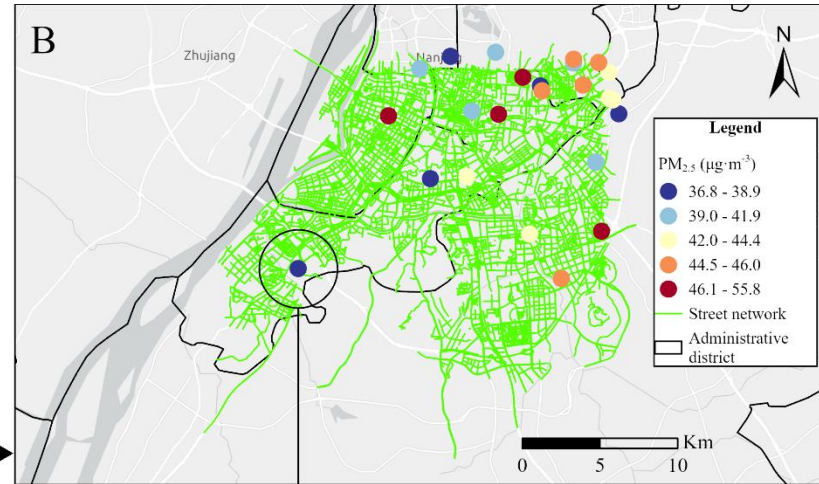 B
Zhujiang
Nanjing
N
Legend
PM₂.₅ (μg·m⁻³)
36.8 - 38.9
39.0 - 41.9
42.0 - 44.4
44.5 - 46.0
46.1 - 55.8
Street network
Administrative
district
Km
0 5 10